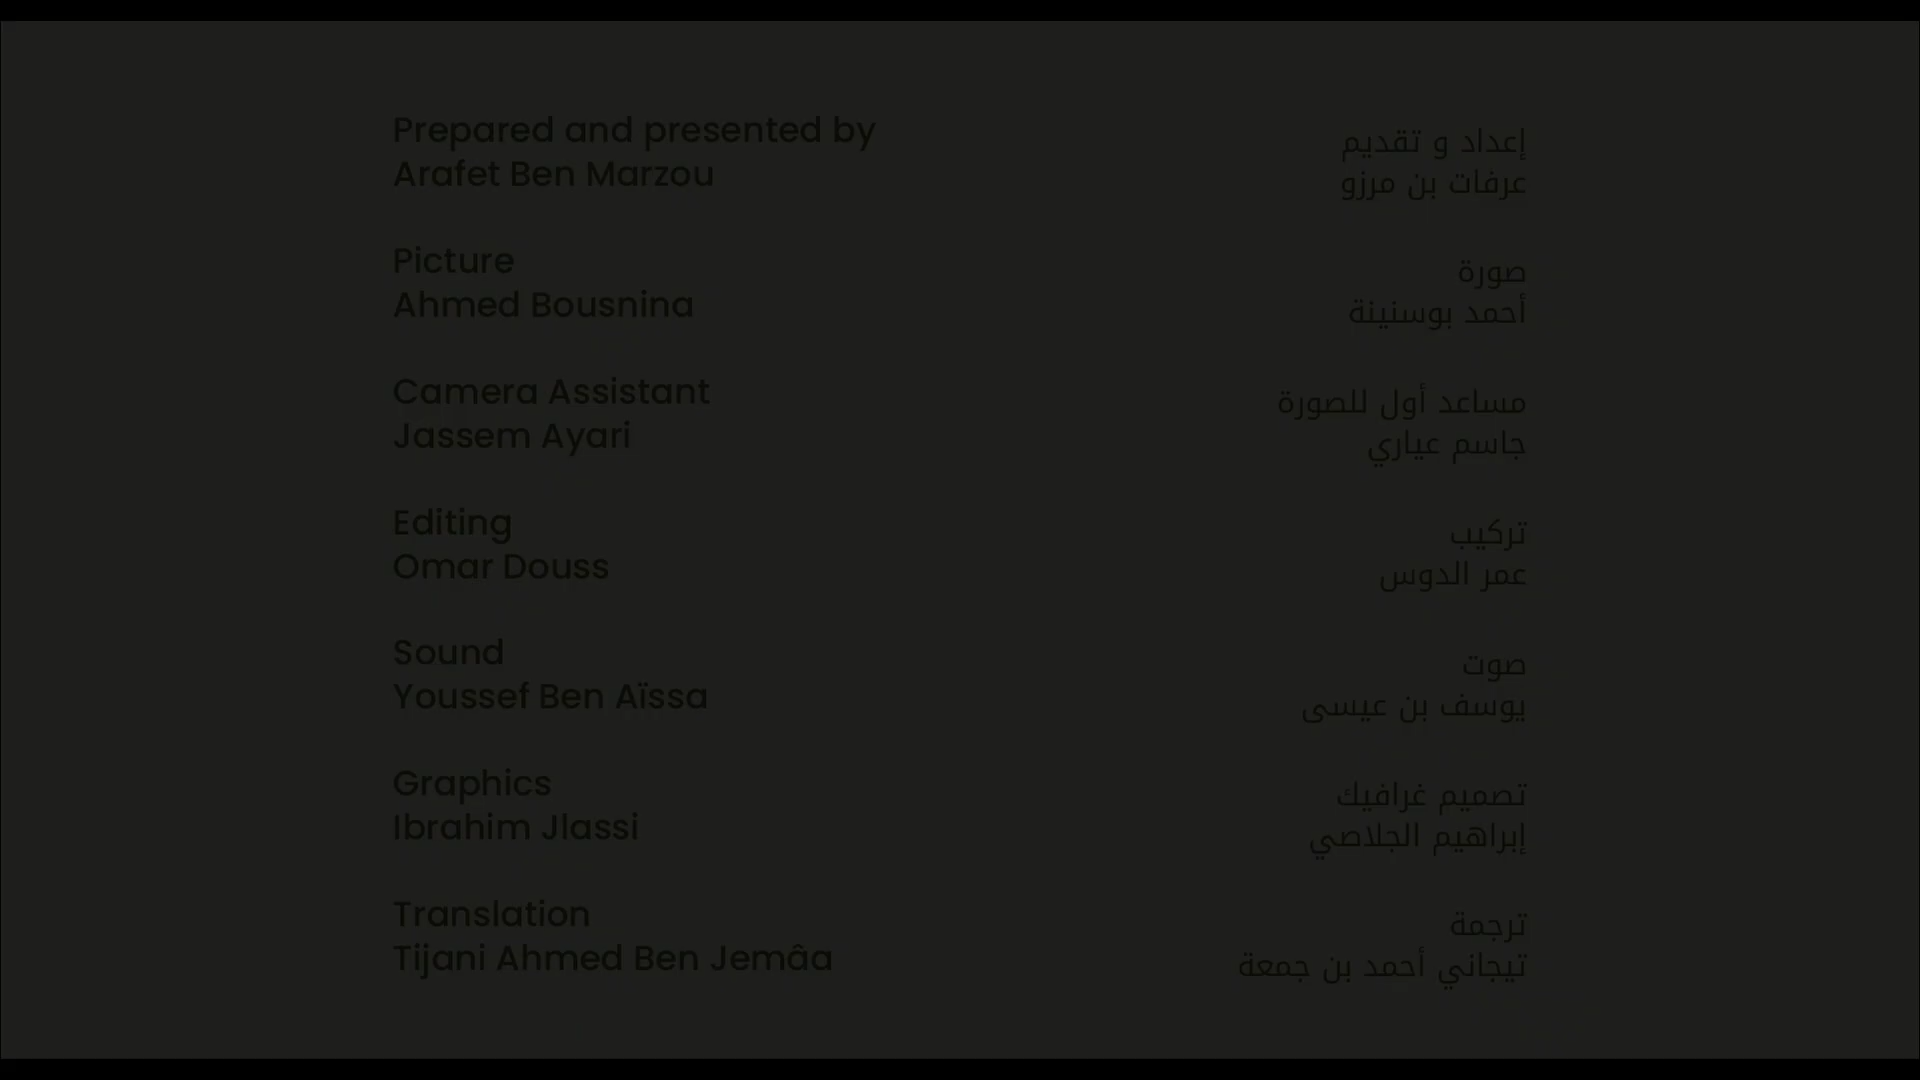 Prepared and presented by
Arafet Ben Marzou
Picture
Ahmed Bousnina
Camera Assistant
Jassem Ayari
Editing
Omar Douss
Sound
Youssef Ben Aïssa
Graphics
Ibrahim Jlassi
Translation
Tijani Ahmed Ben Jemâa
إعداد و تقديم
عرفات بن مرزو
صورة
أحمد بوسنينة
مساعد أول للصورة
جاسم عياري
تركيب
عمر الدوس
صوت
يوسف بن عيسى
تصميم غرافيك
إبراهيم الجلاصي
ترجمة
تيجاني أحمد بن جمعة